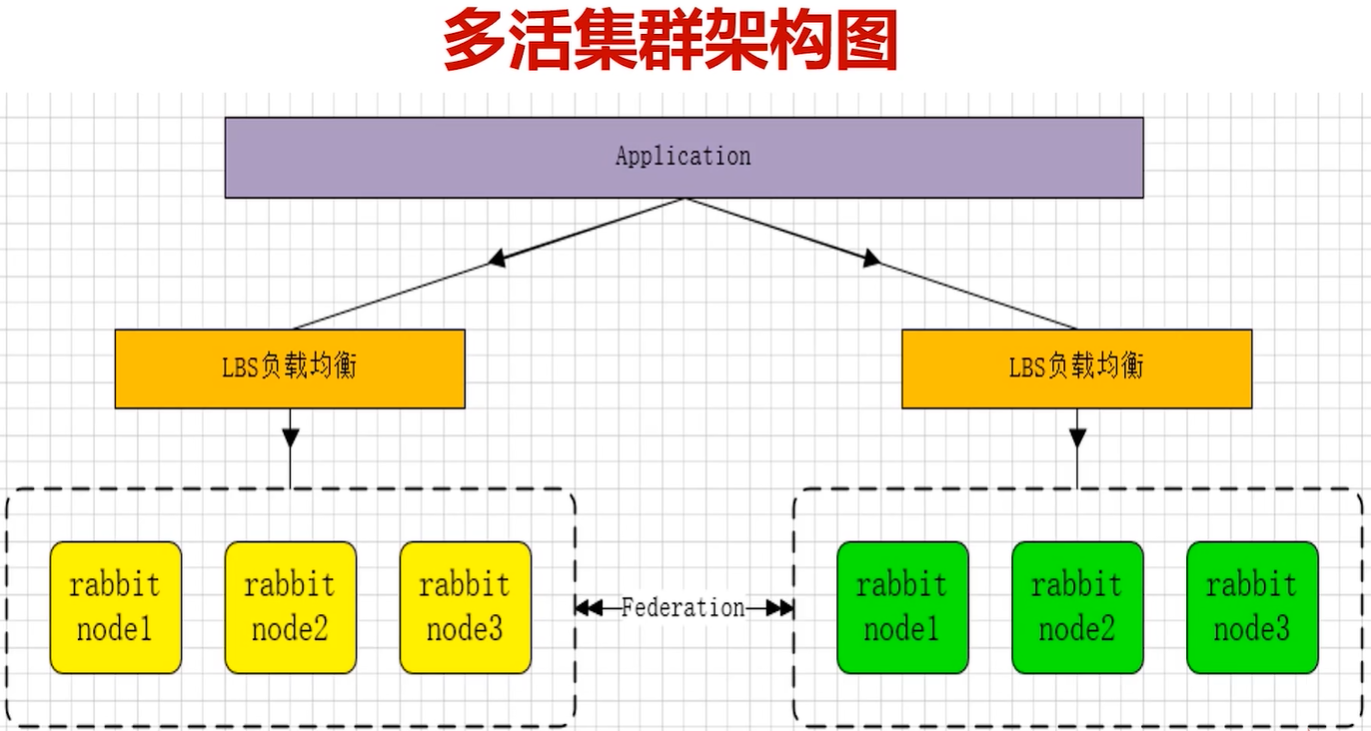 多活集群架构图
Application
LBS负载均衡
LBS负载均衡
rabbit
node1
rabbit
node2
rabbit
node3
Federation
rabbit
node1
rabbit
node2
rabbit
node3